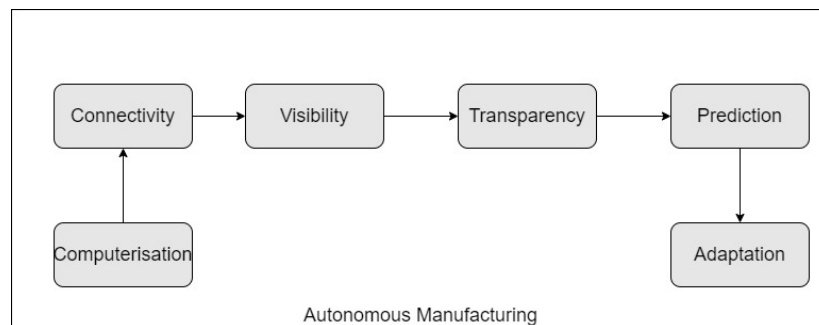 Connectivity
Visibility
Transparency
Prediction
Computerisation
Adaptation
Autonomous Manufacturing